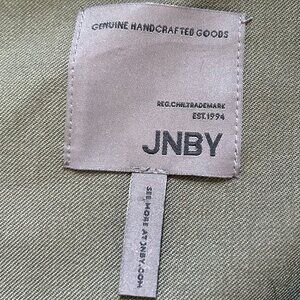 GENUINE HANDCRAFTED GOODS
REG.CHN.TRADEMARK
EST.1994
JNBY
SEE MORE AT JNBY.COM